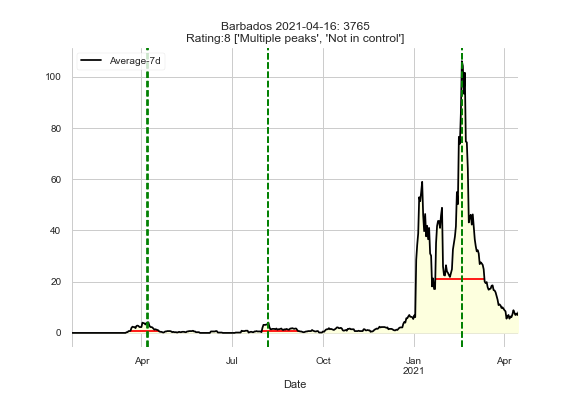 Barbados 2021-04-16: 3765
Rating:8 ['Multiple peaks', 'Not in control']
Average-7d
100
80
60
40
20
0
Apr
Jul
Oct
Jan
2021
Apr
Date